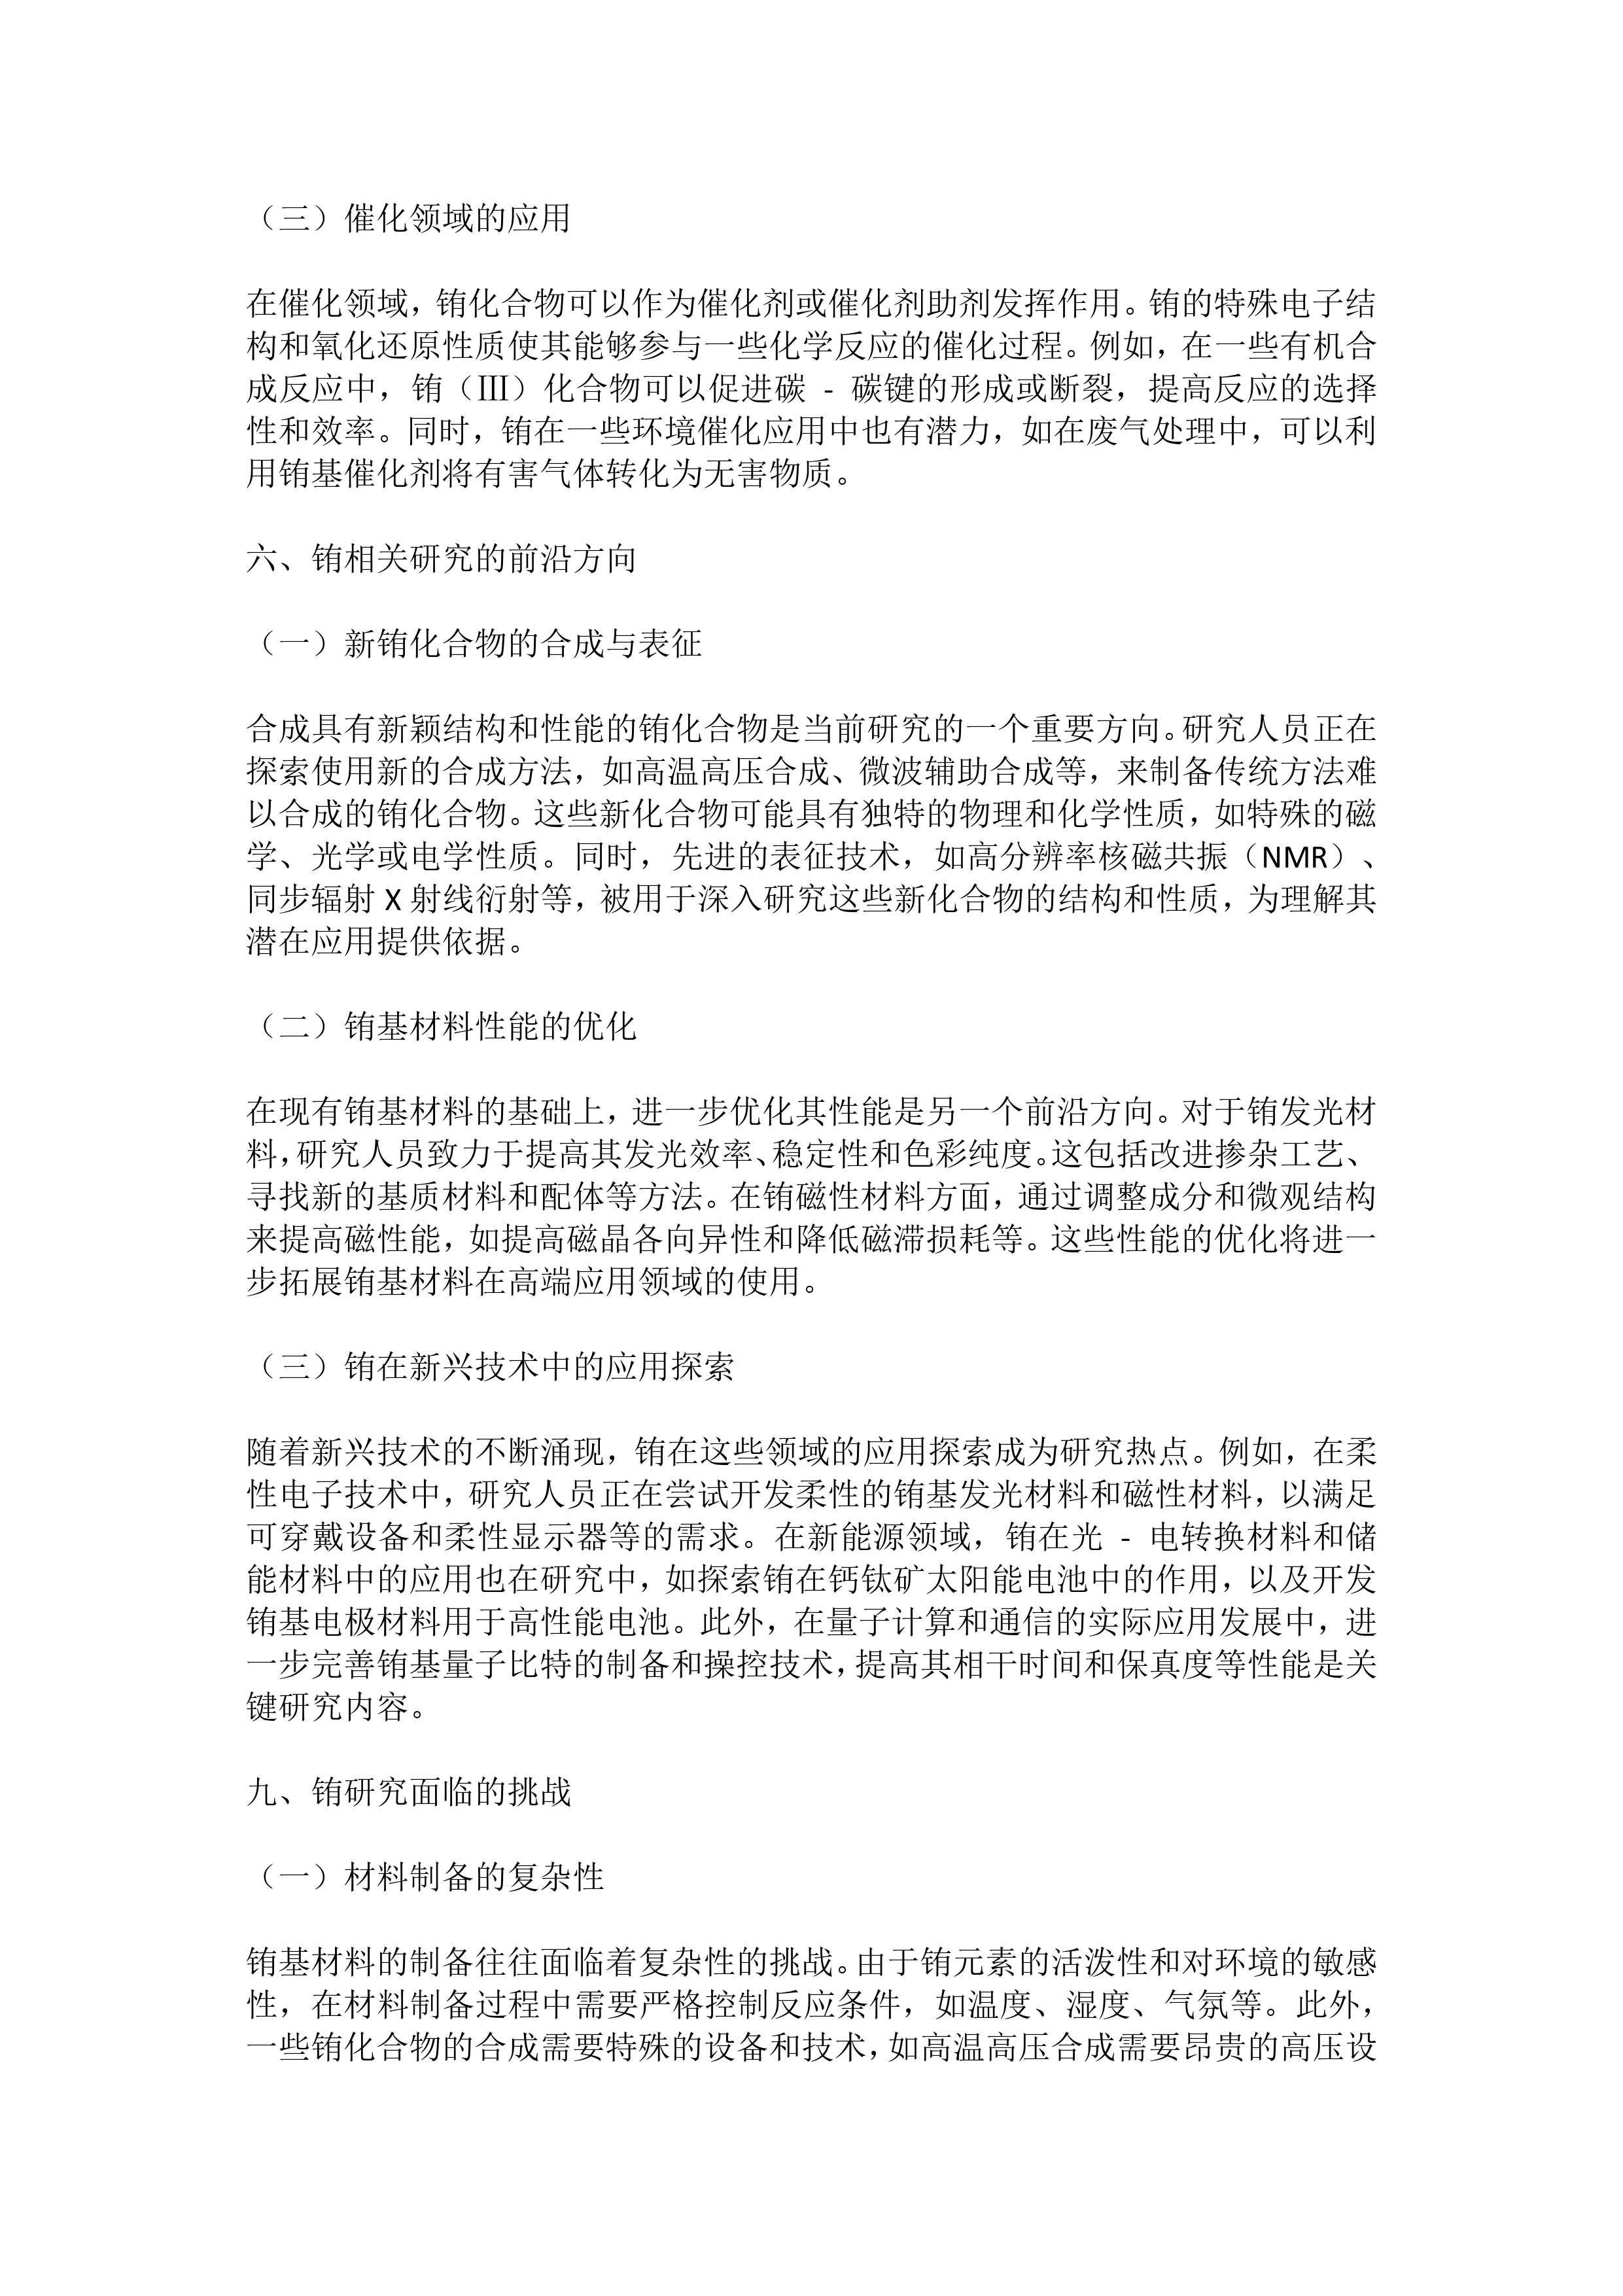 （三）催化领域的应用
在催化领域，铕化合物可以作为催化剂或催化剂助剂发挥作用。铕的特殊电子结
构和氧化还原性质使其能够参与一些化学反应的催化过程。例如，在一些有机合
成反应中，铕（Ⅲ）化合物可以促进碳 - 碳键的形成或断裂，提高反应的选择
性和效率。同时，铕在一些环境催化应用中也有潜力，如在废气处理中，可以利
用铕基催化剂将有害气体转化为无害物质。
六、铕相关研究的前沿方向
（一）新铕化合物的合成与表征
合成具有新颖结构和性能的铕化合物是当前研究的一个重要方向。研究人员正在
探索使用新的合成方法，如高温高压合成、微波辅助合成等，来制备传统方法难
以合成的铕化合物。这些新化合物可能具有独特的物理和化学性质，如特殊的磁
学、光学或电学性质。同时，先进的表征技术，如高分辨率核磁共振（NMR）、
同步辐射 X 射线衍射等，被用于深入研究这些新化合物的结构和性质，为理解其
潜在应用提供依据。
（二）铕基材料性能的优化
在现有铕基材料的基础上，进一步优化其性能是另一个前沿方向。对于铕发光材
料，研究人员致力于提高其发光效率、稳定性和色彩纯度。这包括改进掺杂工艺、
寻找新的基质材料和配体等方法。在铕磁性材料方面，通过调整成分和微观结构
来提高磁性能，如提高磁晶各向异性和降低磁滞损耗等。这些性能的优化将进一
步拓展铕基材料在高端应用领域的使用。
（三）铕在新兴技术中的应用探索
随着新兴技术的不断涌现，铕在这些领域的应用探索成为研究热点。例如，在柔
性电子技术中，研究人员正在尝试开发柔性的铕基发光材料和磁性材料，以满足
可穿戴设备和柔性显示器等的需求。在新能源领域，铕在光 - 电转换材料和储
能材料中的应用也在研究中，如探索铕在钙钛矿太阳能电池中的作用，以及开发
铕基电极材料用于高性能电池。此外，在量子计算和通信的实际应用发展中，进
一步完善铕基量子比特的制备和操控技术，提高其相干时间和保真度等性能是关
键研究内容。
九、铕研究面临的挑战
（一）材料制备的复杂性
铕基材料的制备往往面临着复杂性的挑战。由于铕元素的活泼性和对环境的敏感
性，在材料制备过程中需要严格控制反应条件，如温度、湿度、气氛等。此外，
一些铕化合物的合成需要特殊的设备和技术，如高温高压合成需要昂贵的高压设